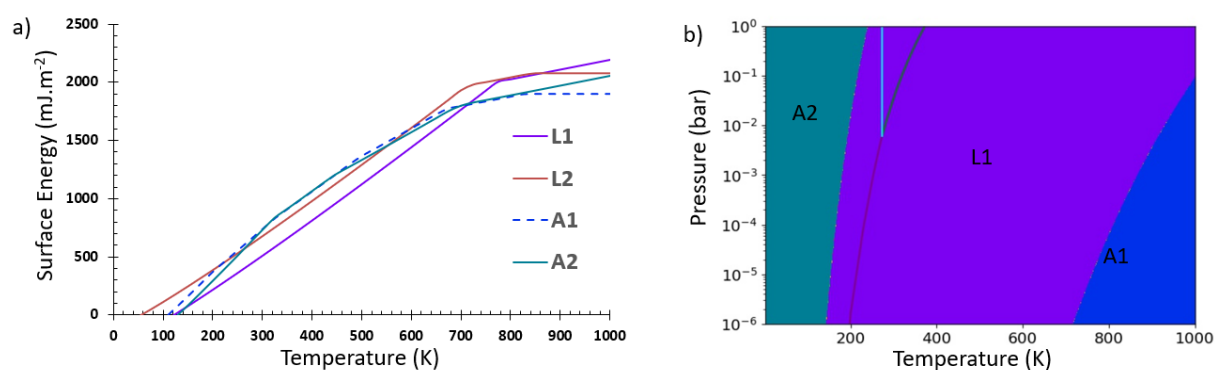 a)
Surface Energy (mJ.m⁻²)
2500
2000
1500
1000
500
0
L1
L2
A1
A2
0 100 200 300 400 500 600 700 800 900 1000
Temperature (K)
b)
Pressure (bar)
10⁰
10⁻¹
10⁻²
10⁻³
10⁻⁴
10⁻⁵
10⁻⁶
A2
L1
A1
200 400 600 800 1000
Temperature (K)